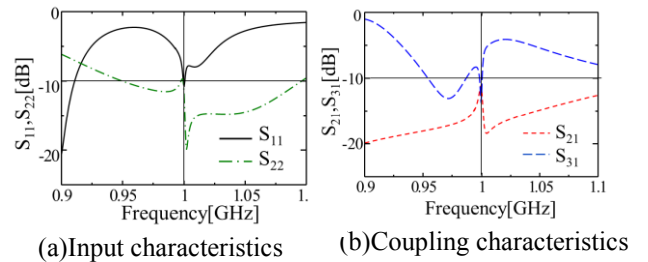 0
-10
-20
S11,S22[dB]
S11
S22
0.9 0.95 1 1.05 1.
Frequency[GHz]
(a)Input characteristics
0
-10
-20
S21,S31[dB]
S21
S31
0.9 0.95 1 1.05 1.1
Frequency[GHz]
(b)Coupling characteristics